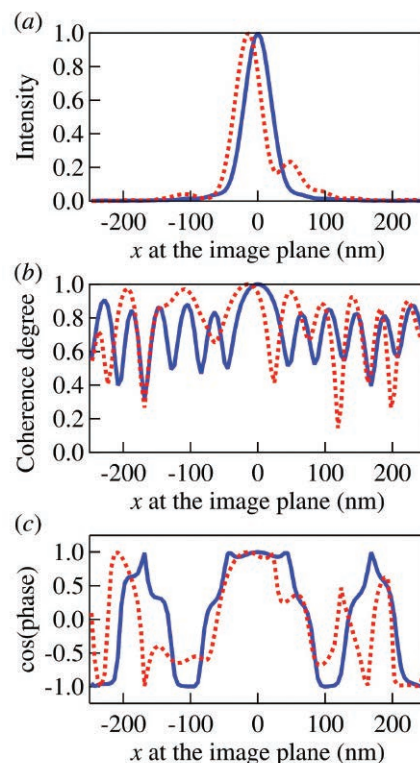 (a)
1.0
0.8
0.6
0.4
0.2
0.0
Intensity
-200 -100 0 100 200
x at the image plane (nm)
(b)
1.0
0.8
0.6
0.4
0.2
0.0
Coherence degree
-200 -100 0 100 200
x at the image plane (nm)
(c)
1.0
0.5
0.0
-0.5
-1.0
cos(phase)
-200 -100 0 100 200
x at the image plane (nm)